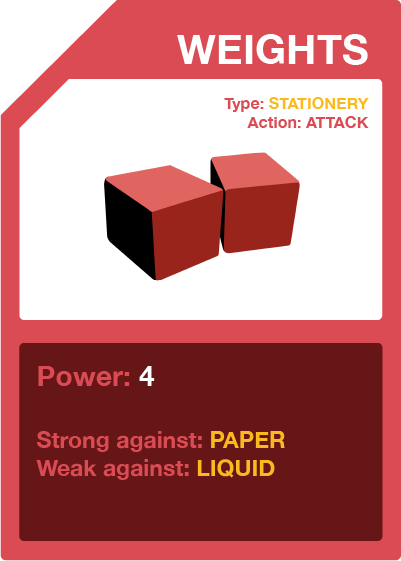 WEIGHTS
Type: STATIONERY
Action: ATTACK
Power: 4
Strong against: PAPER
Weak against: LIQUID